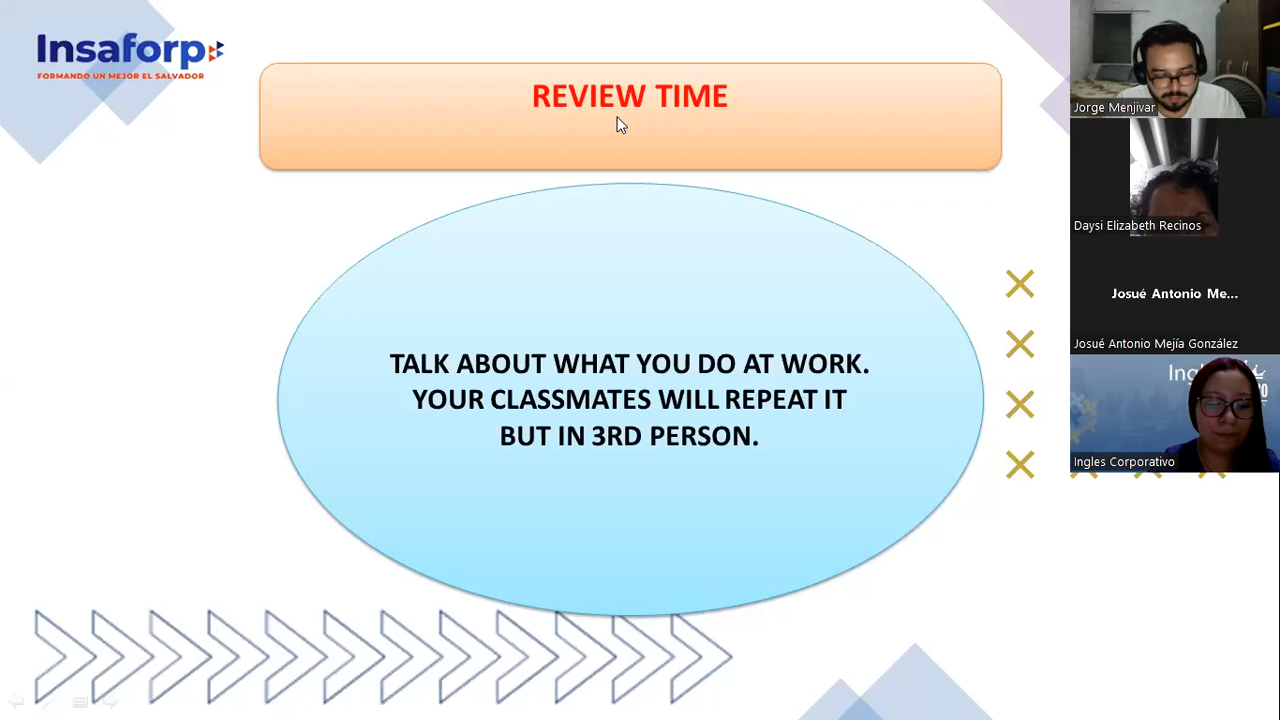 Insaforp
FORMANDO UN MEJOR EL SALVADOR
REVIEW TIME
TALK ABOUT WHAT YOU DO AT WORK.
YOUR CLASSMATES WILL REPEAT IT
BUT IN 3RD PERSON.
Jorge Menjivar
Daysi Elizabeth Recinos
Josué Antonio Me...
Josué Antonio Mejía González
Ingles Corporativo